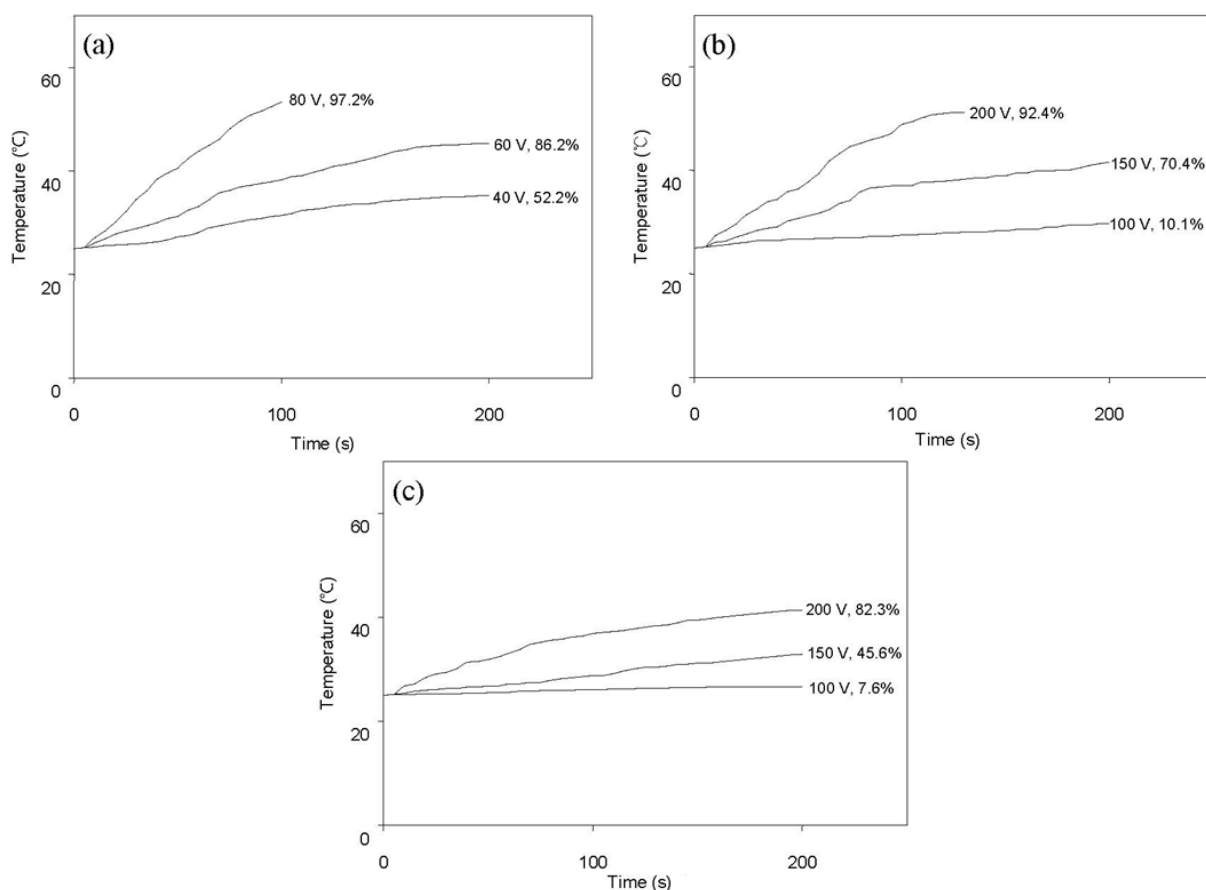 (a)
60
40
20
0
Temperature (℃)
80 V, 97.2%
60 V, 86.2%
40 V, 52.2%
0
100
200
Time (s)
(b)
60
40
20
0
Temperature (℃)
200 V, 92.4%
150 V, 70.4%
100 V, 10.1%
0
100
200
Time (s)
(c)
60
40
20
0
Temperature (℃)
200 V, 82.3%
150 V, 45.6%
100 V, 7.6%
0
100
200
Time (s)